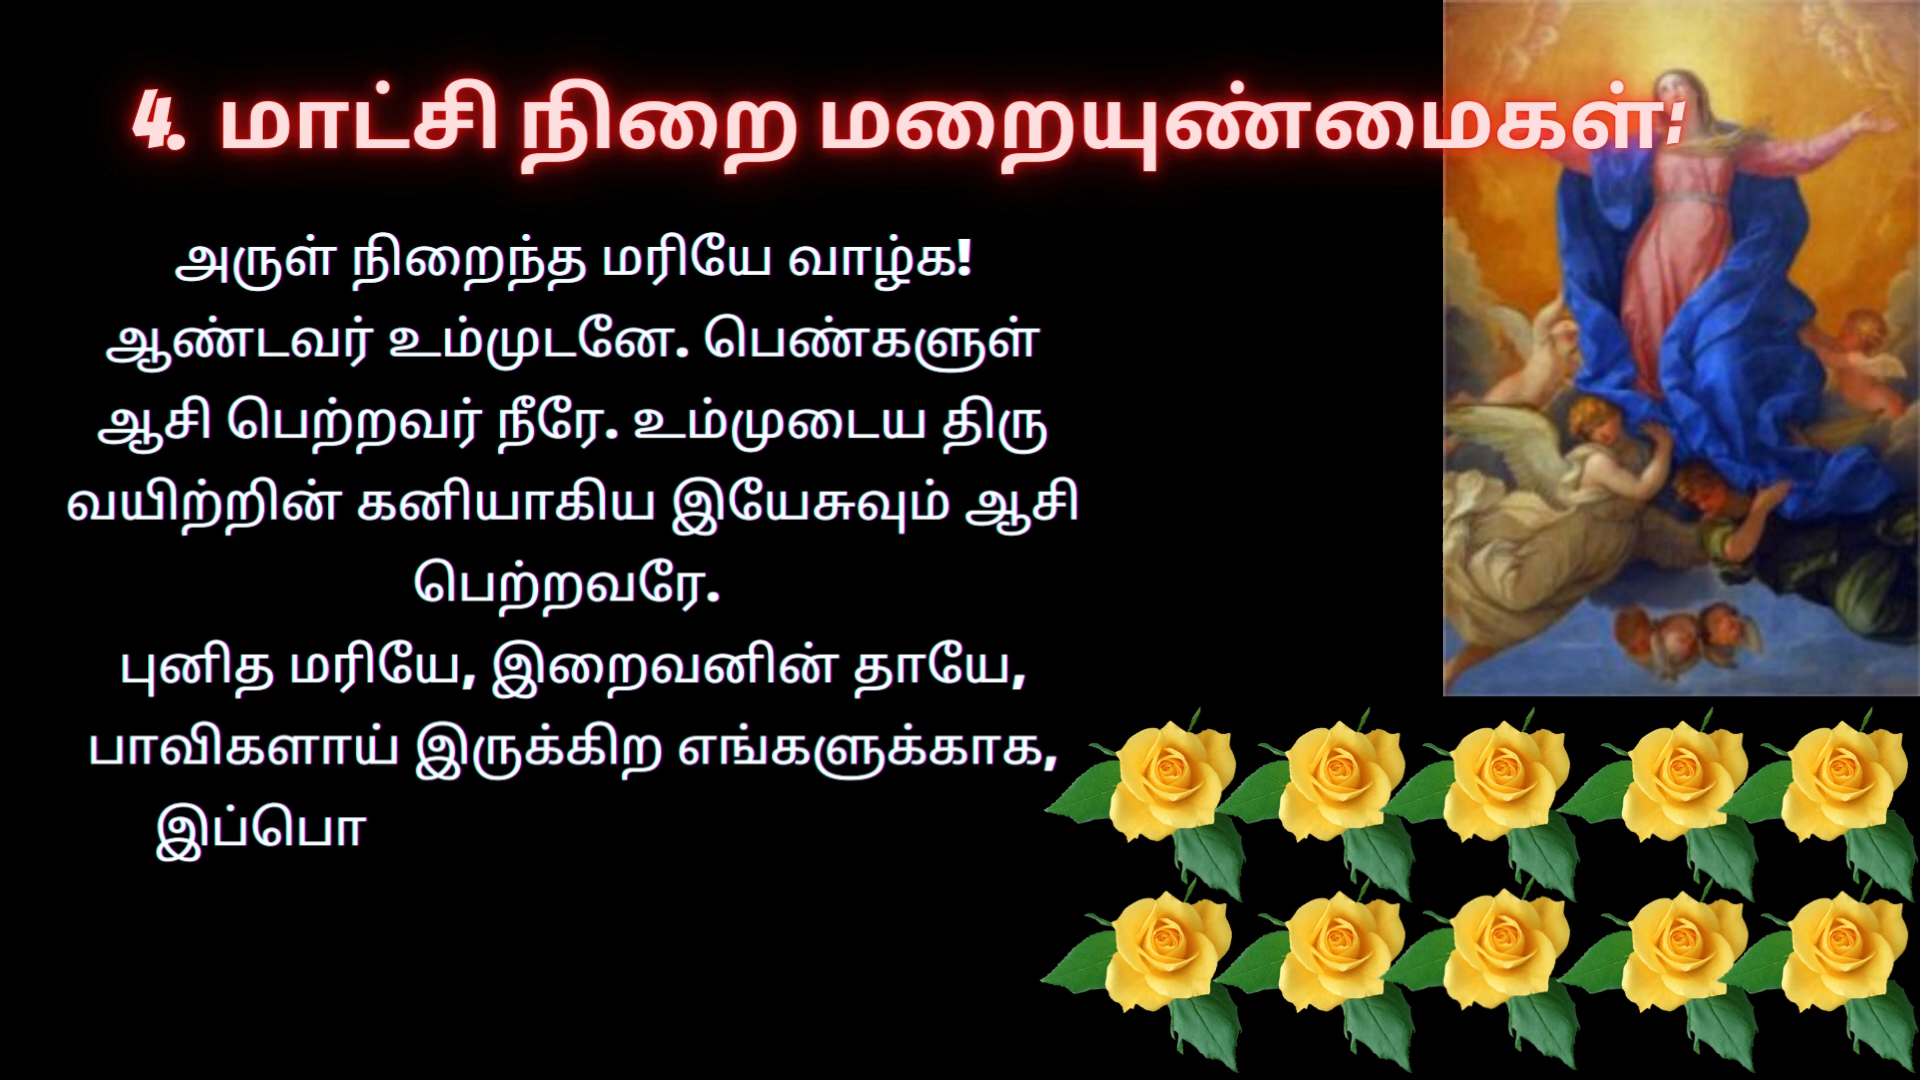 4. மாட்சி நிறை மறையுண்மைகள்:
அருள் நிறைந்த மரியே வாழ்க!
ஆண்டவர் உம்முடனே. பெண்களுள்
ஆசி பெற்றவர் நீரே. உம்முடைய திரு
வயிற்றின் கனியாகிய இயேசுவும் ஆசி
பெற்றவரே.
புனித மரியே, இறைவனின் தாயே,
பாவிகளாய் இருக்கிற எங்களுக்காக,
இப்பொ